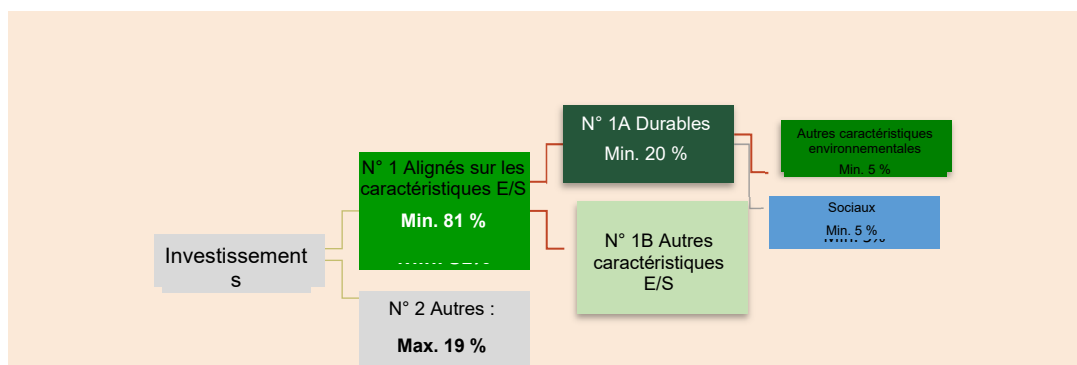 N° 1A Durables
Min. 20 %
Autres caractéristiques
environnementales
Min. 5 %
N° 1 Alignés sur les
caractéristiques E/S
Min. 81 %
Sociaux
Min. 5 %
N° 1B Autres
caractéristiques
E/S
Investissement
s
N° 2 Autres :
Max. 19 %